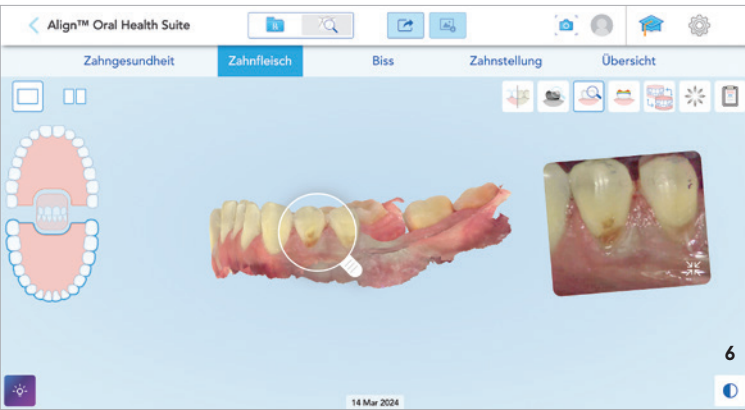 Align™ Oral Health Suite
Zahngesundheit Zahnfleisch Biss Zahnstellung Übersicht
6
14 Mar 2024